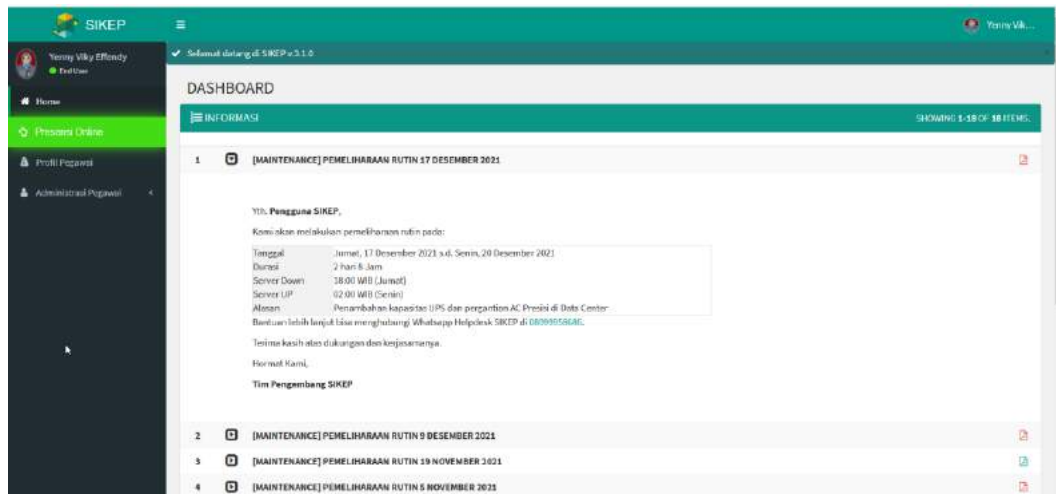 SIKEP
Yenny Vik...
Yenny Viky Effendy
End User
Selamat datang di SIKEP v 3.1.0
Home
DASHBOARD
INFORMASI
SHOWING 1-18 OF 18 ITEMS.
Presensi Online
1 [MAINTENANCE] PEMELIHARAAN RUTIN 17 DESEMBER 2021
Profil Pegawai
Administrasi Pegawai
Yth. Pengguna SIKEP,
Kami akan melakukan pemeliharaan rutin pada:
Tanggal Jumat, 17 Desember 2021 s.d. Senin, 20 Desember 2021
Durasi 2 hari 8 Jam
Server Down 18:00 WIB (Jumat)
Server UP 02:00 WIB (Senin)
Alasan Penambahan kapasitas UPS dan pergantian AC Presisi di Data Center
Bantuan lebih lanjut bisa menghubungi Whatsapp Helpdesk SIKEP di
Terima kasih atas dukungan dan kerjasamanya.
Hormat Kami,
Tim Pengembang SIKEP
2 [MAINTENANCE] PEMELIHARAAN RUTIN 9 DESEMBER 2021
3 [MAINTENANCE] PEMELIHARAAN RUTIN 19 NOVEMBER 2021
4 [MAINTENANCE] PEMELIHARAAN RUTIN 5 NOVEMBER 2021